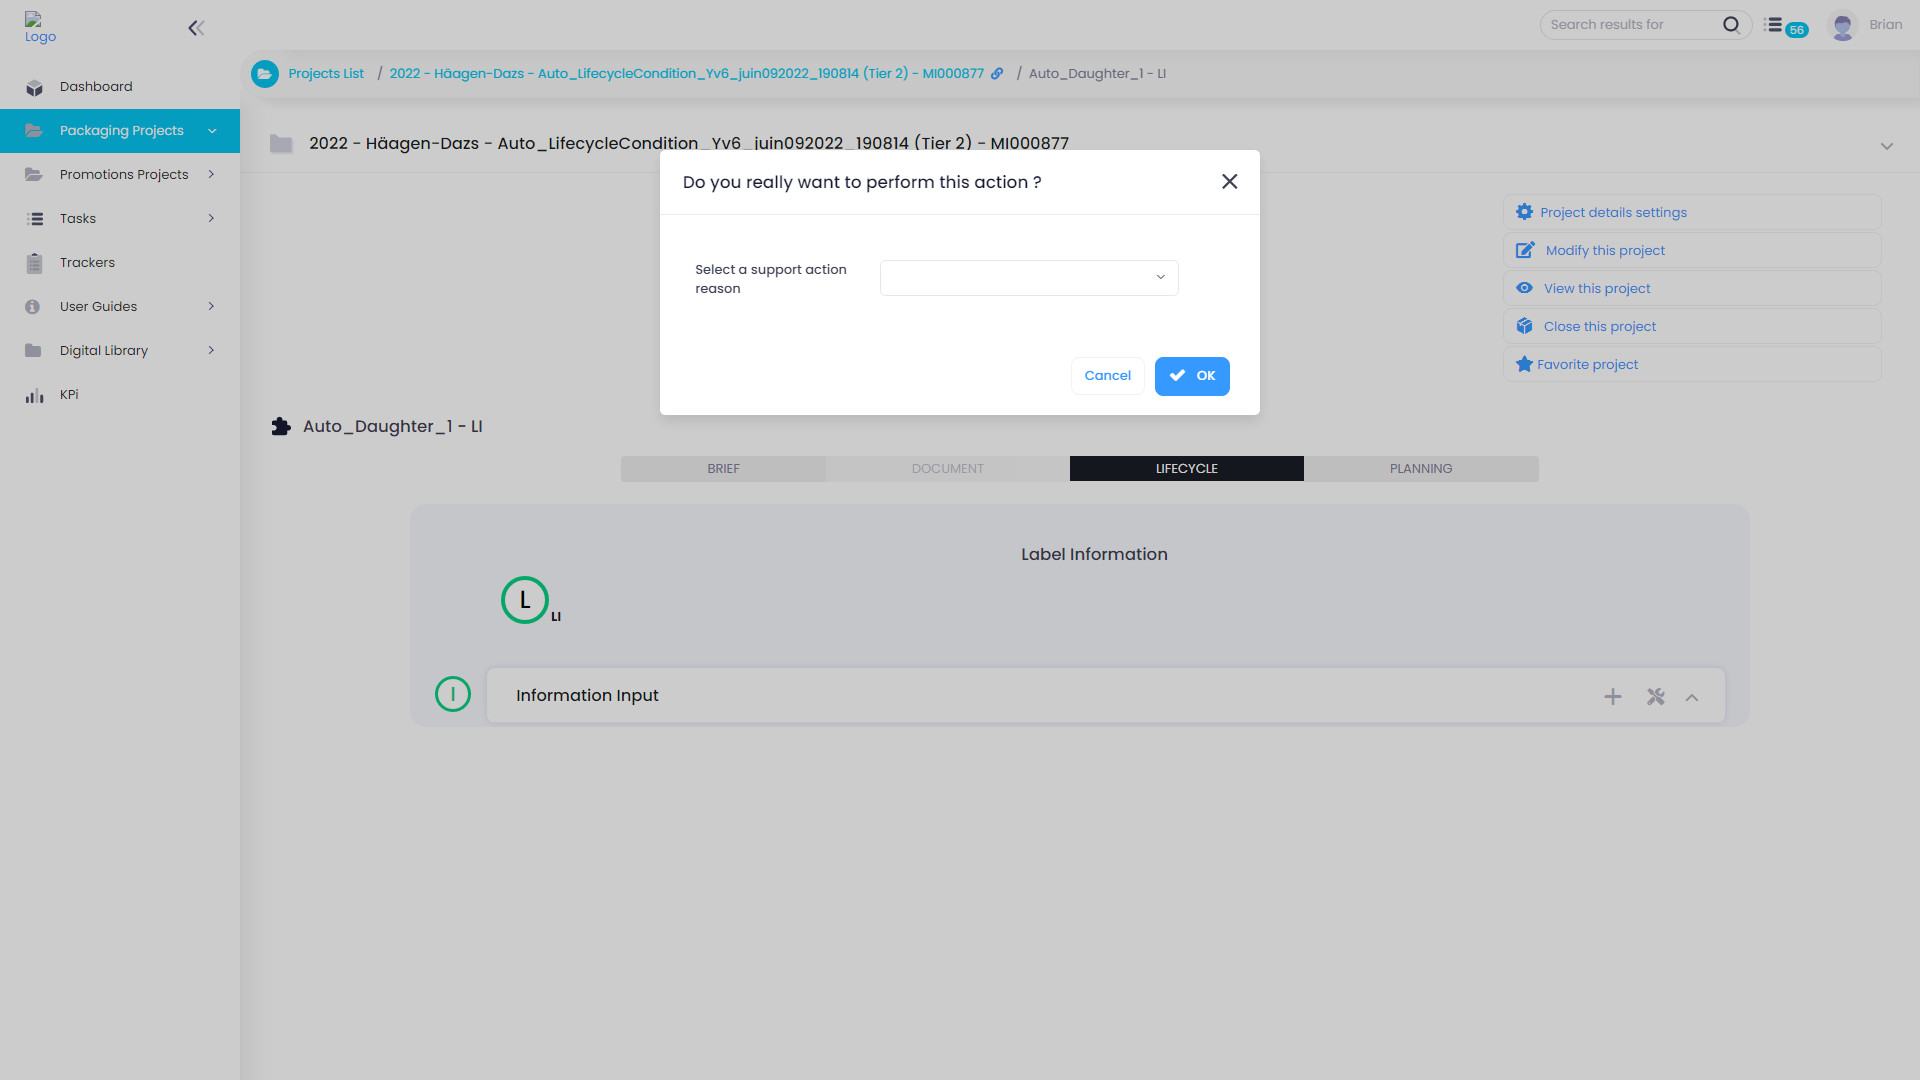 Logo
Search results for
56
Brian
Projects List / 2022 - Häagen-Dazs - Auto_LifecycleCondition_Yv6_juin092022_190814 (Tier 2) - MI000877 / Auto_Daughter_1 - LI
Dashboard
Packaging Projects
Promotions Projects
Tasks
Trackers
User Guides
Digital Library
KPi
2022 - Häagen-Dazs - Auto_LifecycleCondition_Yv6_juin092022_190814 (Tier 2) - MI000877
Do you really want to perform this action ?
Select a support action
reason
Cancel
OK
Project details settings
Modify this project
View this project
Close this project
Favorite project
Auto_Daughter_1 - LI
BRIEF
DOCUMENT
LIFECYCLE
PLANNING
Label Information
L
LI
I
Information Input